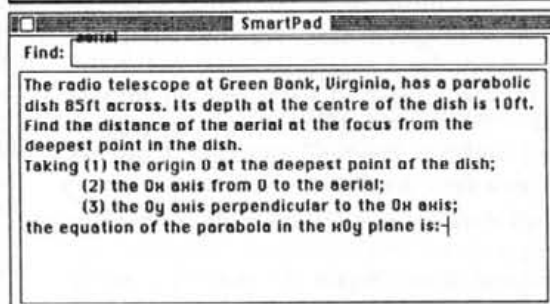 SmartPad
Find: aerial
The radio telescope at Green Bank, Virginia, has a parabolic
dish 85ft across. Its depth at the centre of the dish is 10ft.
Find the distance of the aerial at the focus from the
deepest point in the dish.
Taking (1) the origin O at the deepest point of the dish;
(2) the Ox axis from O to the aerial;
(3) the Oy axis perpendicular to the Ox axis;
the equation of the parabola in the xOy plane is:-